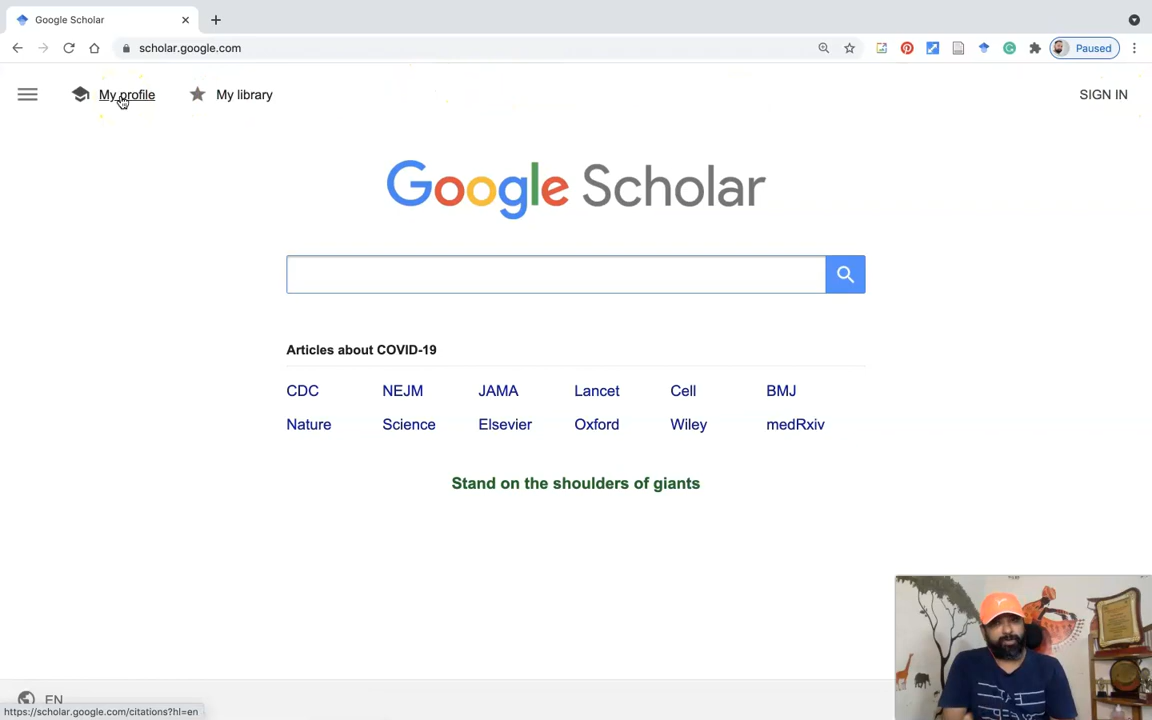 Google Scholar
scholar.google.com
Paused
My profile
My library
SIGN IN
Google Scholar
Articles about COVID-19
CDC NEJM JAMA Lancet Cell BMJ
Nature Science Elsevier Oxford Wiley medRxiv
Stand on the shoulders of giants
EN
https://scholar.google.com/citations?hl=en